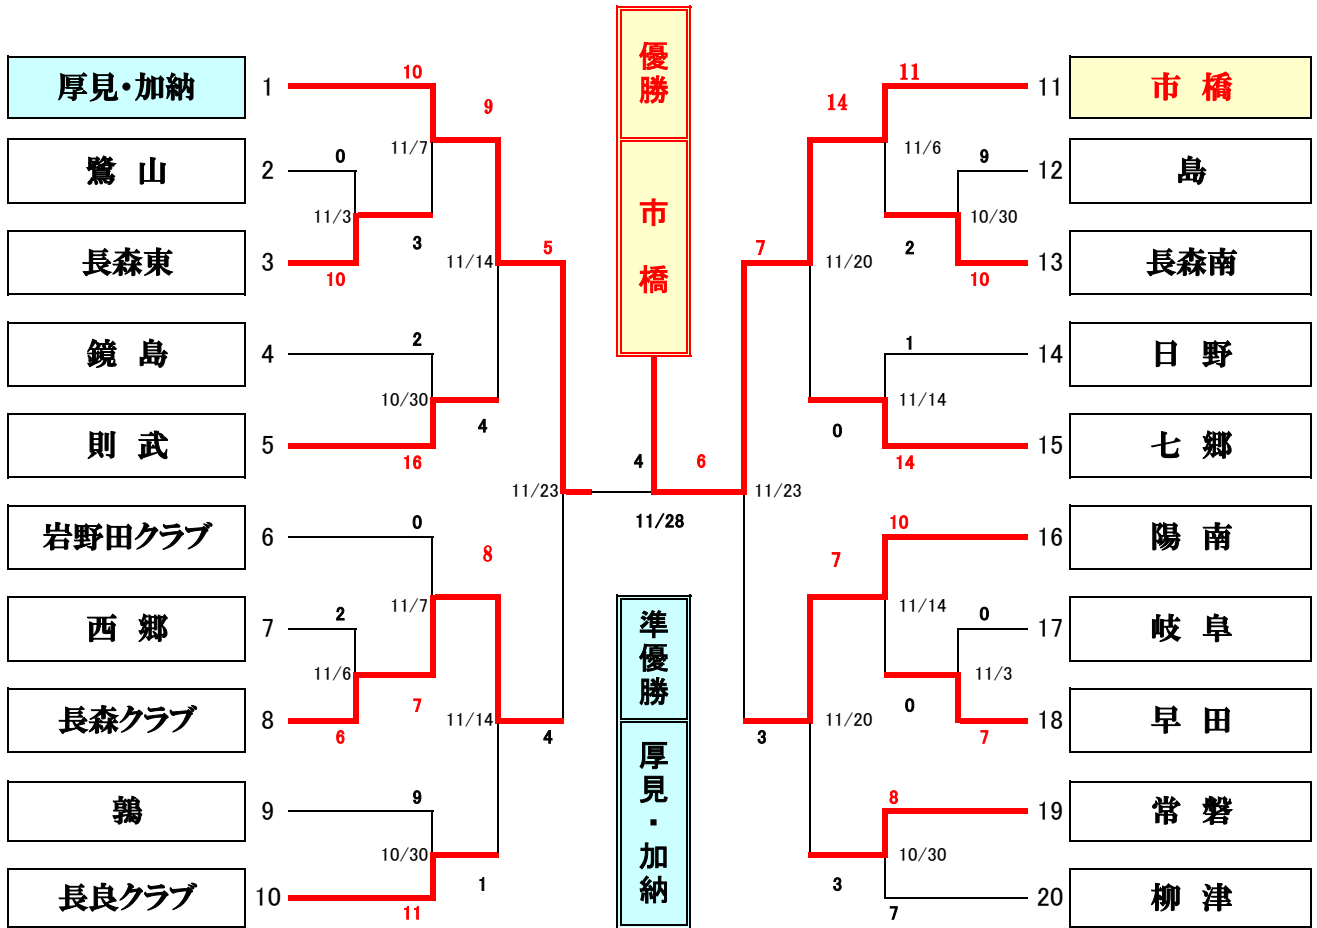 優勝
市橋
厚見・加納 1 10
9
鷺山 2 0
11/7
11/3
3
長森東 3 10
11/14
5
鏡島 4 2
10/30
4
則武 5 16
11/23
岩野田クラブ 6 0
8
11/7
西郷 7 2
11/6
7
長森クラブ 8 6
11/14
4
鶉 9 9
10/30
1
長良クラブ 10 11
4 6
11/28
準優勝
厚見・加納
11 11 市橋
14
11/6
9 12 島
10/30
2
10 13 長森南
7
11/20
1 14 日野
11/14
0
14 15 七郷
11/23
10 16 陽南
7
11/14
0 17 岐阜
11/3
0
7 18 早田
11/20
3
8 19 常磐
10/30
3
7 20 柳津